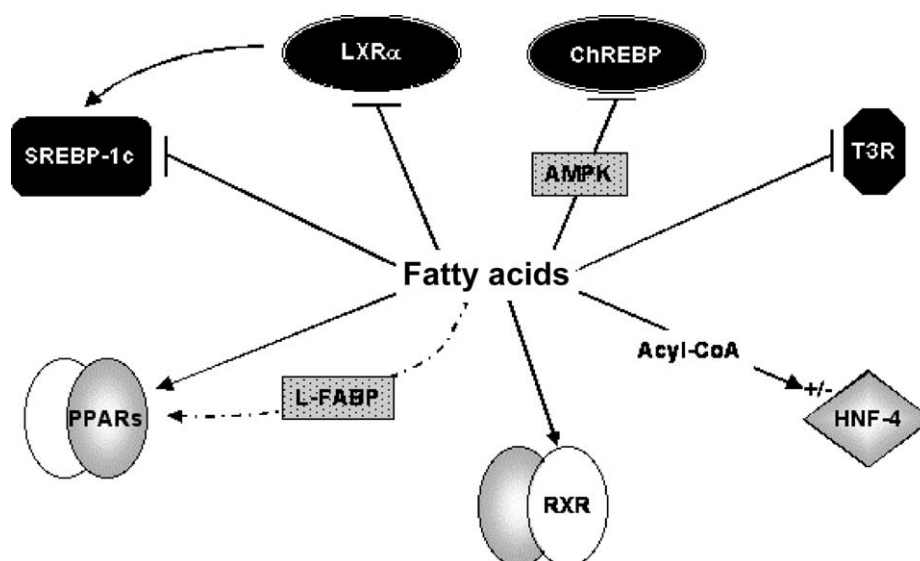 LXRα
ChREBP
SREBP-1c
T3R
AMPK
Fatty acids
Acyl-CoA
L-FABP
+/-
PPARs
HNF-4
RXR